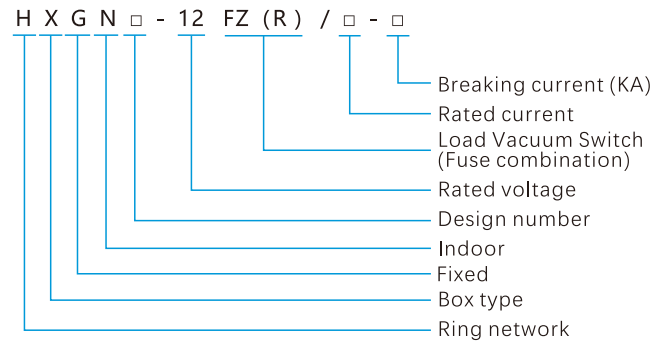 HXGN□-12 FZ(R)/□-□
Breaking current (KA)
Rated current
Load Vacuum Switch
(Fuse combination)
Rated voltage
Design number
Indoor
Fixed
Box type
Ring network